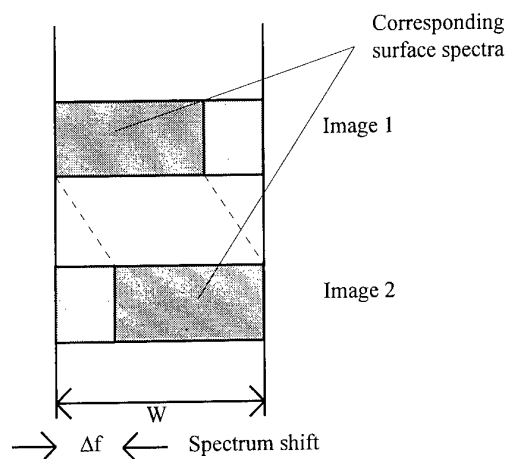 Corresponding
surface spectra
Image 1
Image 2
W
Δf
Spectrum shift